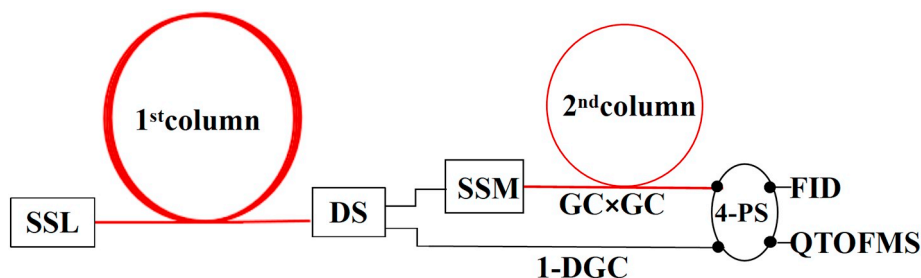 1stcolumn
2ndcolumn
SSL
DS
SSM
GC×GC
1-DGC
4-PS
FID
QTOFMS